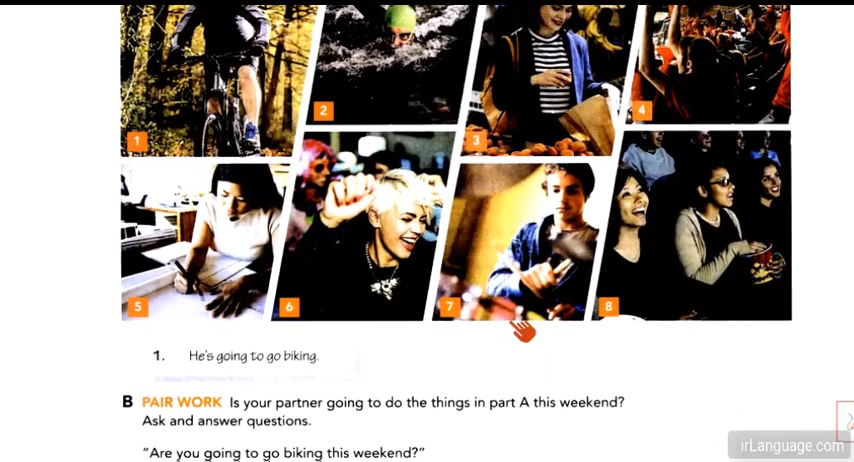 1
2
3
4
5
6
7
8
1. He's going to go biking.
B PAIR WORK Is your partner going to do the things in part A this weekend?
Ask and answer questions.
"Are you going to go biking this weekend?"
irLanguage.com